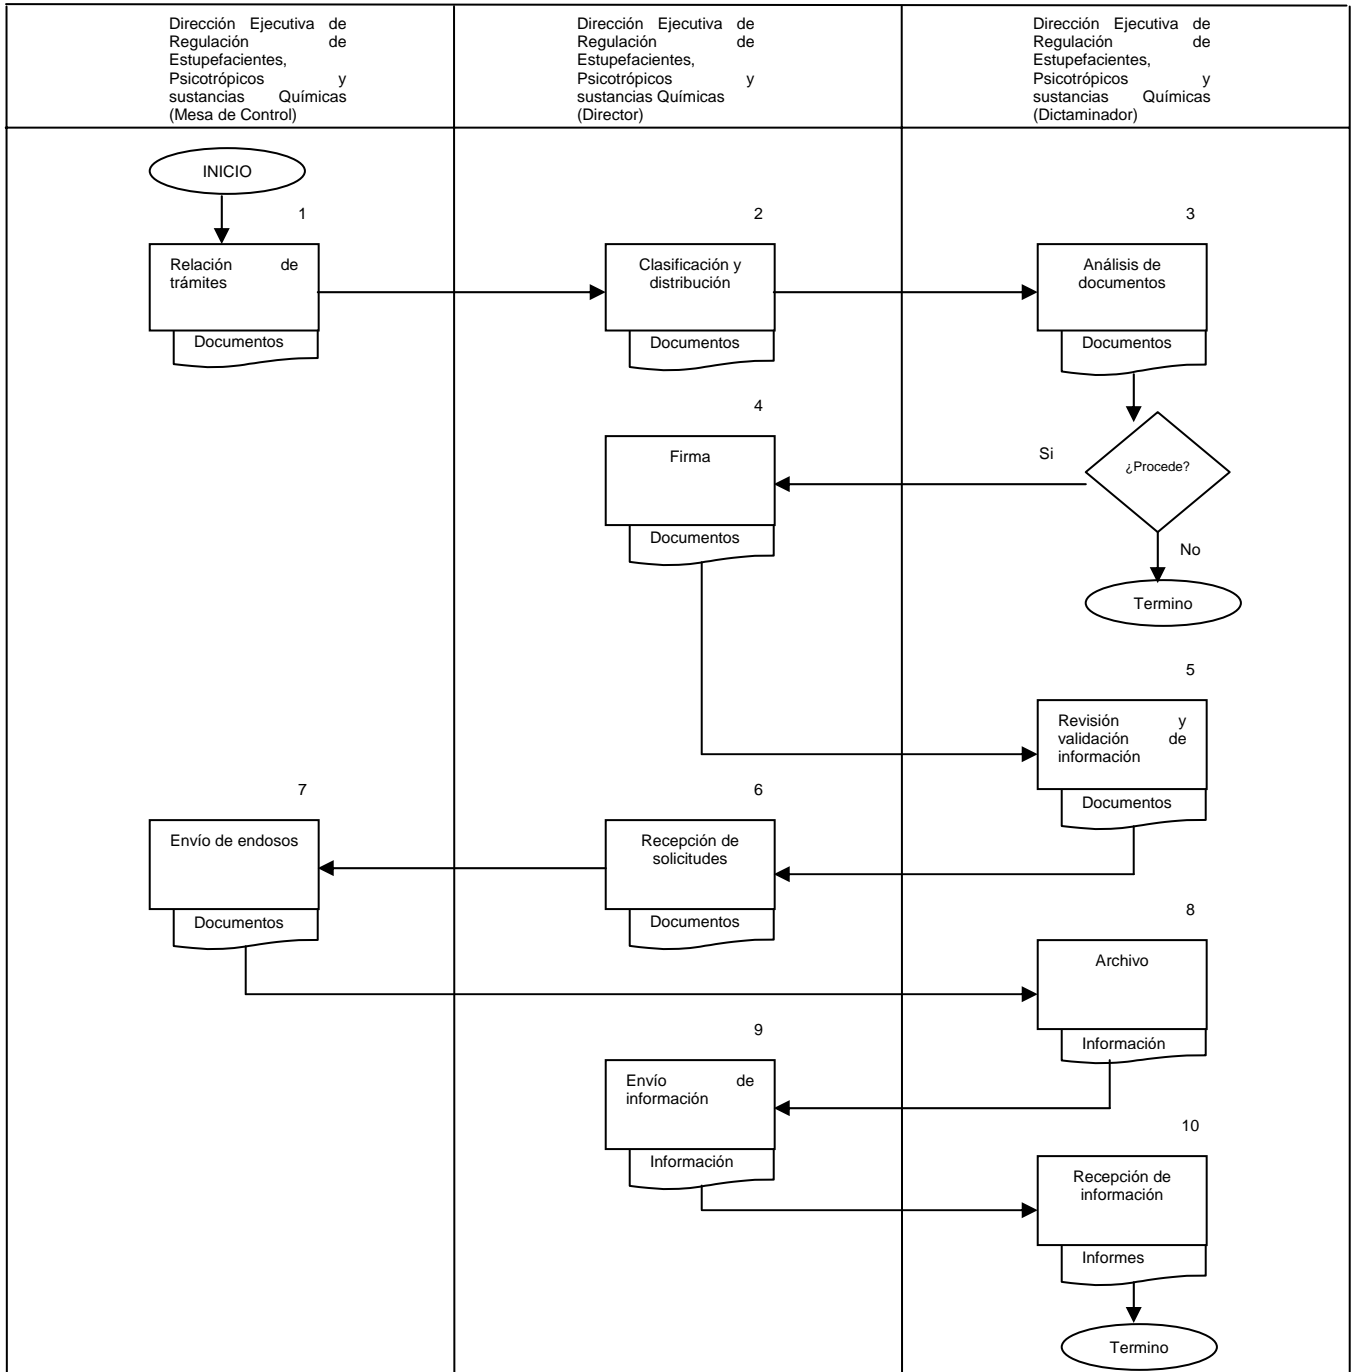 Dirección Ejecutiva de
Regulación de
Estupefacientes,
Psicotrópicos y
sustancias Químicas
(Mesa de Control)
Dirección Ejecutiva de
Regulación de
Estupefacientes,
Psicotrópicos y
sustancias Químicas
(Director)
Dirección Ejecutiva de
Regulación de
Estupefacientes,
Psicotrópicos y
sustancias Químicas
(Dictaminador)
INICIO
1
Relación de
trámites
Documentos
2
Clasificación y
distribución
Documentos
3
Análisis de
documentos
Documentos
4
Firma
Documentos
Si
¿Procede?
No
Termino
5
Revisión y
validación de
información
Documentos
7
Envío de endosos
Documentos
6
Recepción de
solicitudes
Documentos
8
Archivo
Información
9
Envío de
información
Información
10
Recepción de
información
Informes
Termino